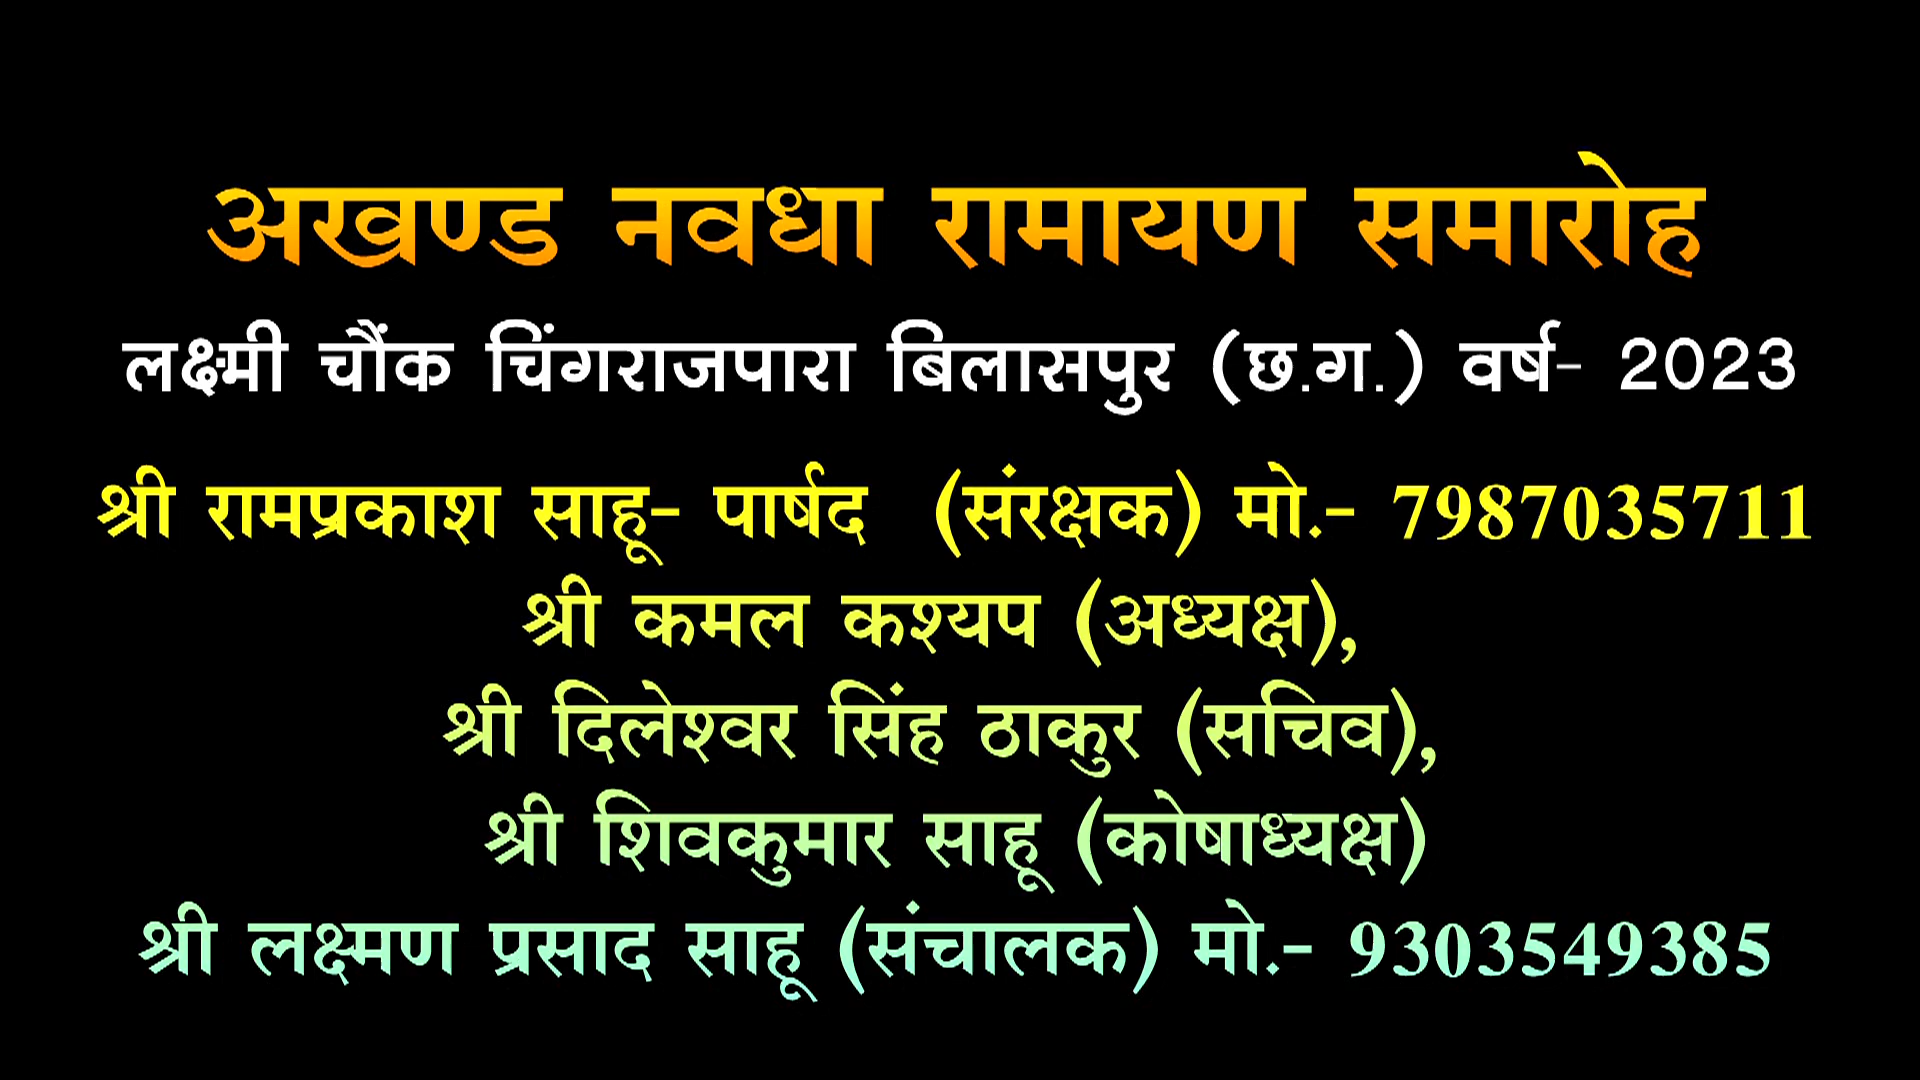 अखण्ड नवधा रामायण समारोह
लक्ष्मी चौंक चिंगराजपारा बिलासपुर (छ.ग.) वर्ष- 2023
श्री रामप्रकाश साहू- पार्षद (संरक्षक) मो.- 7987035711
श्री कमल कश्यप (अध्यक्ष),
श्री दिलेश्वर सिंह ठाकुर (सचिव),
श्री शिवकुमार साहू (कोषाध्यक्ष)
श्री लक्ष्मण प्रसाद साहू (संचालक) मो.- 9303549385